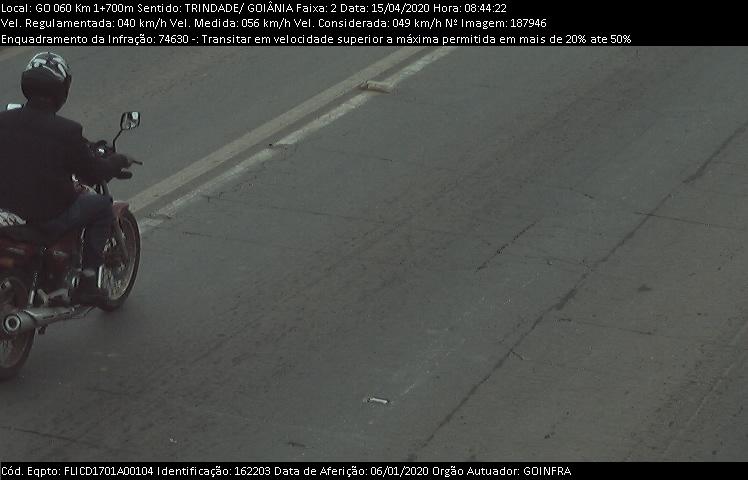 Local: GO 060 Km 1+700m Sentido: TRINDADE/ GOIÂNIA Faixa: 2 Data: 15/04/2020 Hora: 08:44:22
Vel. Regulamentada: 040 km/h Vel. Medida: 056 km/h Vel. Considerada: 049 km/h Nº Imagem: 187946
Enquadramento da Infração: 74630 -: Transitar em velocidade superior a máxima permitida em mais de 20% ate 50%
Cód. Eqpto: FLICD1701A00104 Identificação: 162203 Data de Aferição: 06/01/2020 Orgão Autuador: GOINFRA